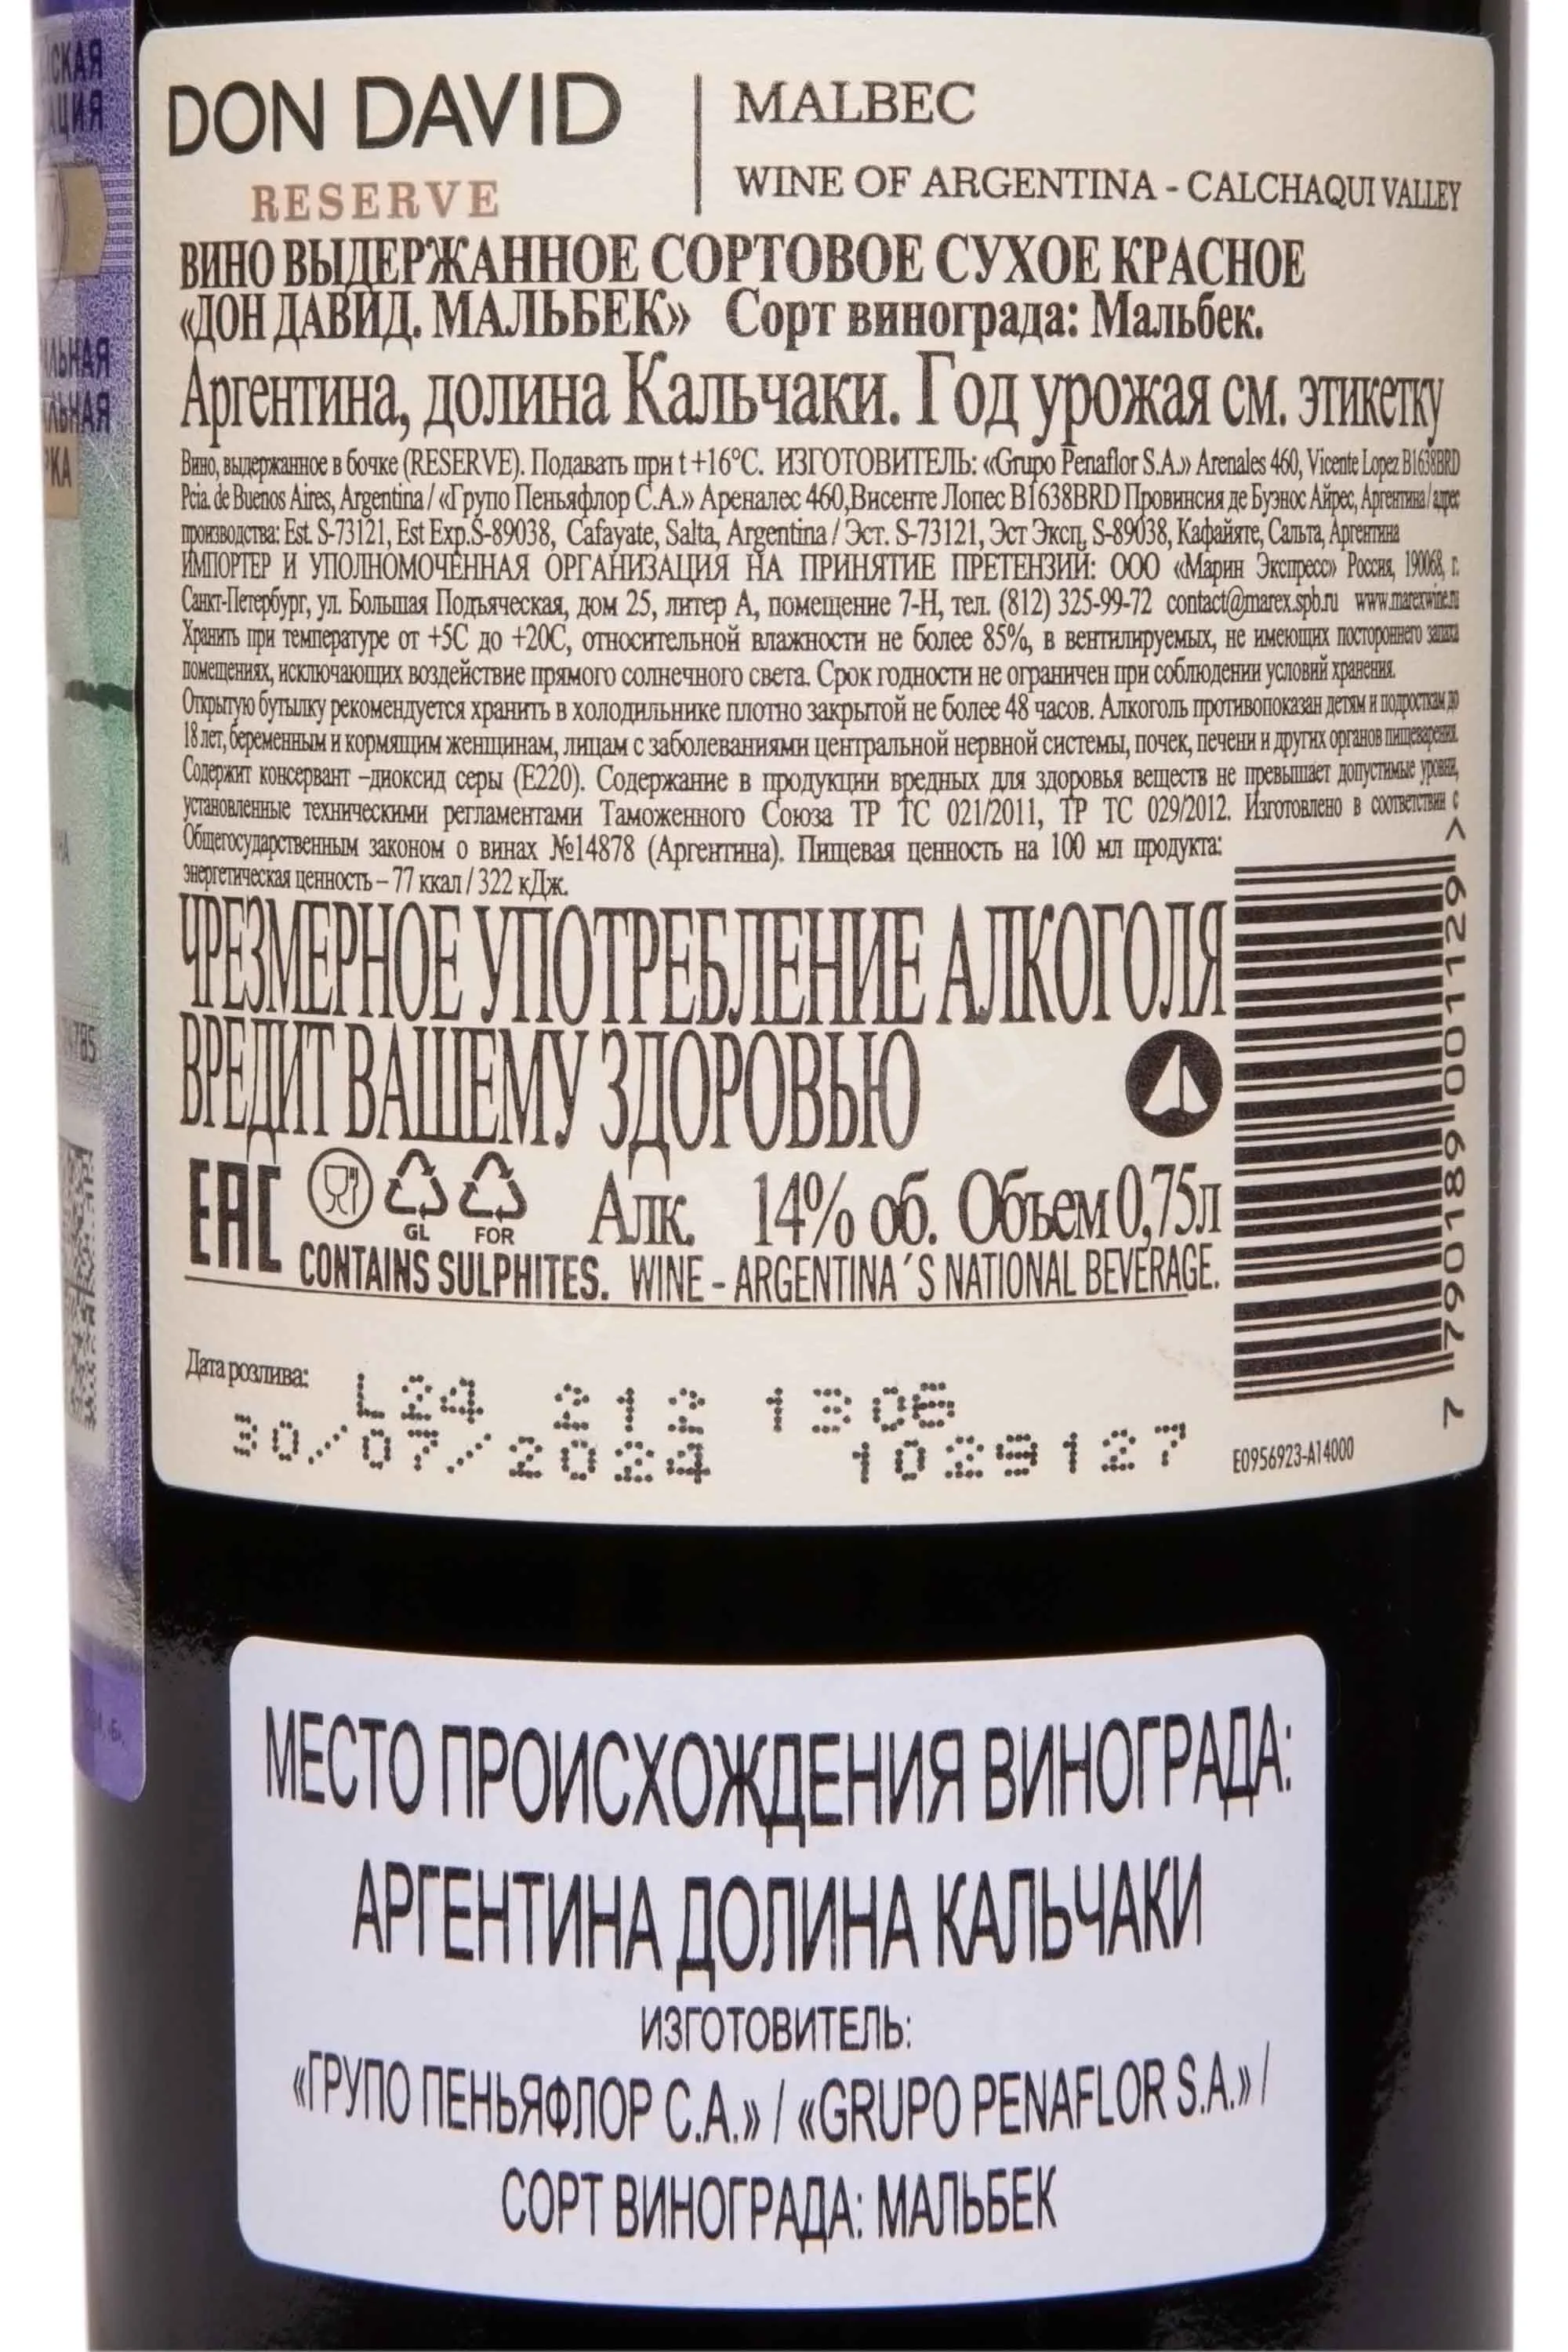 DON DAVID
RESERVE
MALBEC
WINE OF ARGENTINA - CALCHAQUI VALLEY
ВИНО ВЫДЕРЖАННОЕ СОРТОВОЕ СУХОЕ КРАСНОЕ
«ДОН ДАВИД. МАЛЬБЕК» Сорт винограда: Мальбек.
Аргентина, долина Кальчаки. Год урожая см. этикетку
Вино, выдержанное в бочке (RESERVE). Подавать при t +16°C. ИЗГОТОВИТЕЛЬ: «Grupo Penaflor S.A.» Arenales 460, Vicente Lopez B1638BRD
Pcia. de Buenos Aires, Argentina / «Групо Пеньяфлор С.А.» Ареналес 460,Висенте Лопес B1638BRD Провинсия де Буэнос Айрес, Аргентина / адрес
производства: Est. S-73121, Est Exp.S-89038, Cafayate, Salta, Argentina / Эст. S-73121, Эст Эксп. S-89038, Кафайяте, Сальта, Аргентина
ИМПОРТЕР И УПОЛНОМОЧЕННАЯ ОРГАНИЗАЦИЯ НА ПРИНЯТИЕ ПРЕТЕНЗИЙ: ООО «Марин Экспресс» Россия, 190068, г.
Санкт-Петербург, ул. Большая Подъяческая, дом 25, литер А, помещение 7-Н, тел. (812) 325-99-72 contact@marex.spb.ru www.marexwine.ru
Хранить при температуре от +5С до +20С, относительной влажности не более 85%, в вентилируемых, не имеющих постороннего запаха
помещениях, исключающих воздействие прямого солнечного света. Срок годности не ограничен при соблюдении условий хранения.
Открытую бутылку рекомендуется хранить в холодильнике плотно закрытой не более 48 часов. Алкоголь противопоказан детям и подросткам до
18 лет, беременным и кормящим женщинам, лицам с заболеваниями центральной нервной системы, почек, печени и других органов пищеварения.
Содержит консервант –диоксид серы (E220). Содержание в продукции вредных для здоровья веществ не превышает допустимые уровни,
установленные техническими регламентами Таможенного Союза ТР ТС 021/2011, ТР ТС 029/2012. Изготовлено в соответствии с
Общегосударственным законом о винах №14878 (Аргентина). Пищевая ценность на 100 мл продукта:
энергетическая ценность – 77 ккал / 322 кДж.
ЧРЕЗМЕРНОЕ УПОТРЕБЛЕНИЕ АЛКОГОЛЯ
ВРЕДИТ ВАШЕМУ ЗДОРОВЬЮ
EAC GL FOR Алк. 14% об. Объем 0,75л
CONTAINS SULPHITES. WINE - ARGENTINA´S NATIONAL BEVERAGE.
7 790189 001129 >
Дата розлива: L24 212 13:06
30/07/2024 1029127
E0956923-A14000
МЕСТО ПРОИСХОЖДЕНИЯ ВИНОГРАДА:
АРГЕНТИНА ДОЛИНА КАЛЬЧАКИ
ИЗГОТОВИТЕЛЬ:
«ГРУПО ПЕНЬЯФЛОР С.А.» / «GRUPO PENAFLOR S.A.» /
СОРТ ВИНОГРАДА: МАЛЬБЕК